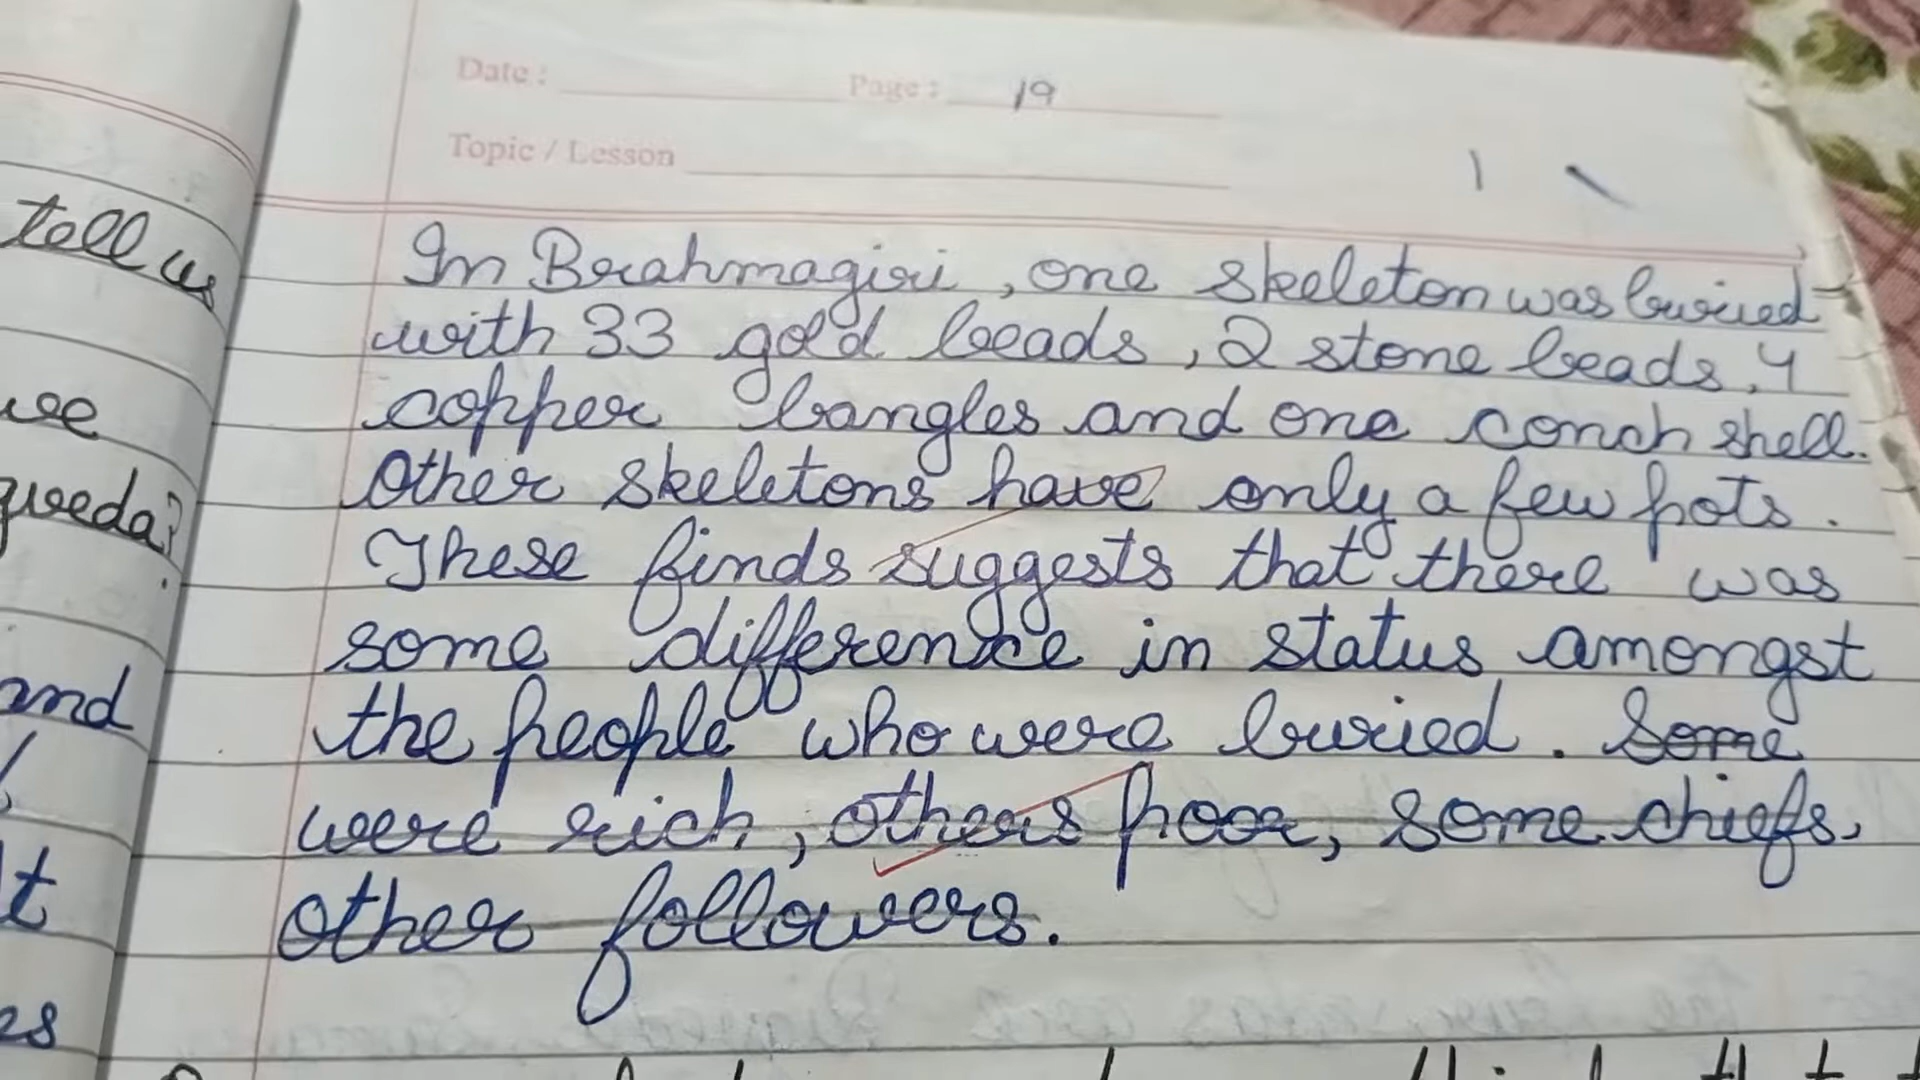 Date :
Page : 19
Topic / Lesson
tell us
In Brahmagiri, one skeleton was buried
with 33 gold beads, 2 stone beads, 4
copper bangles and one conch shell.
Other skeletons have only a few pots.
These finds suggests that there was
some difference in status amongst
the people who were buried. Some
were rich, others poor, some chiefs,
other followers.
and